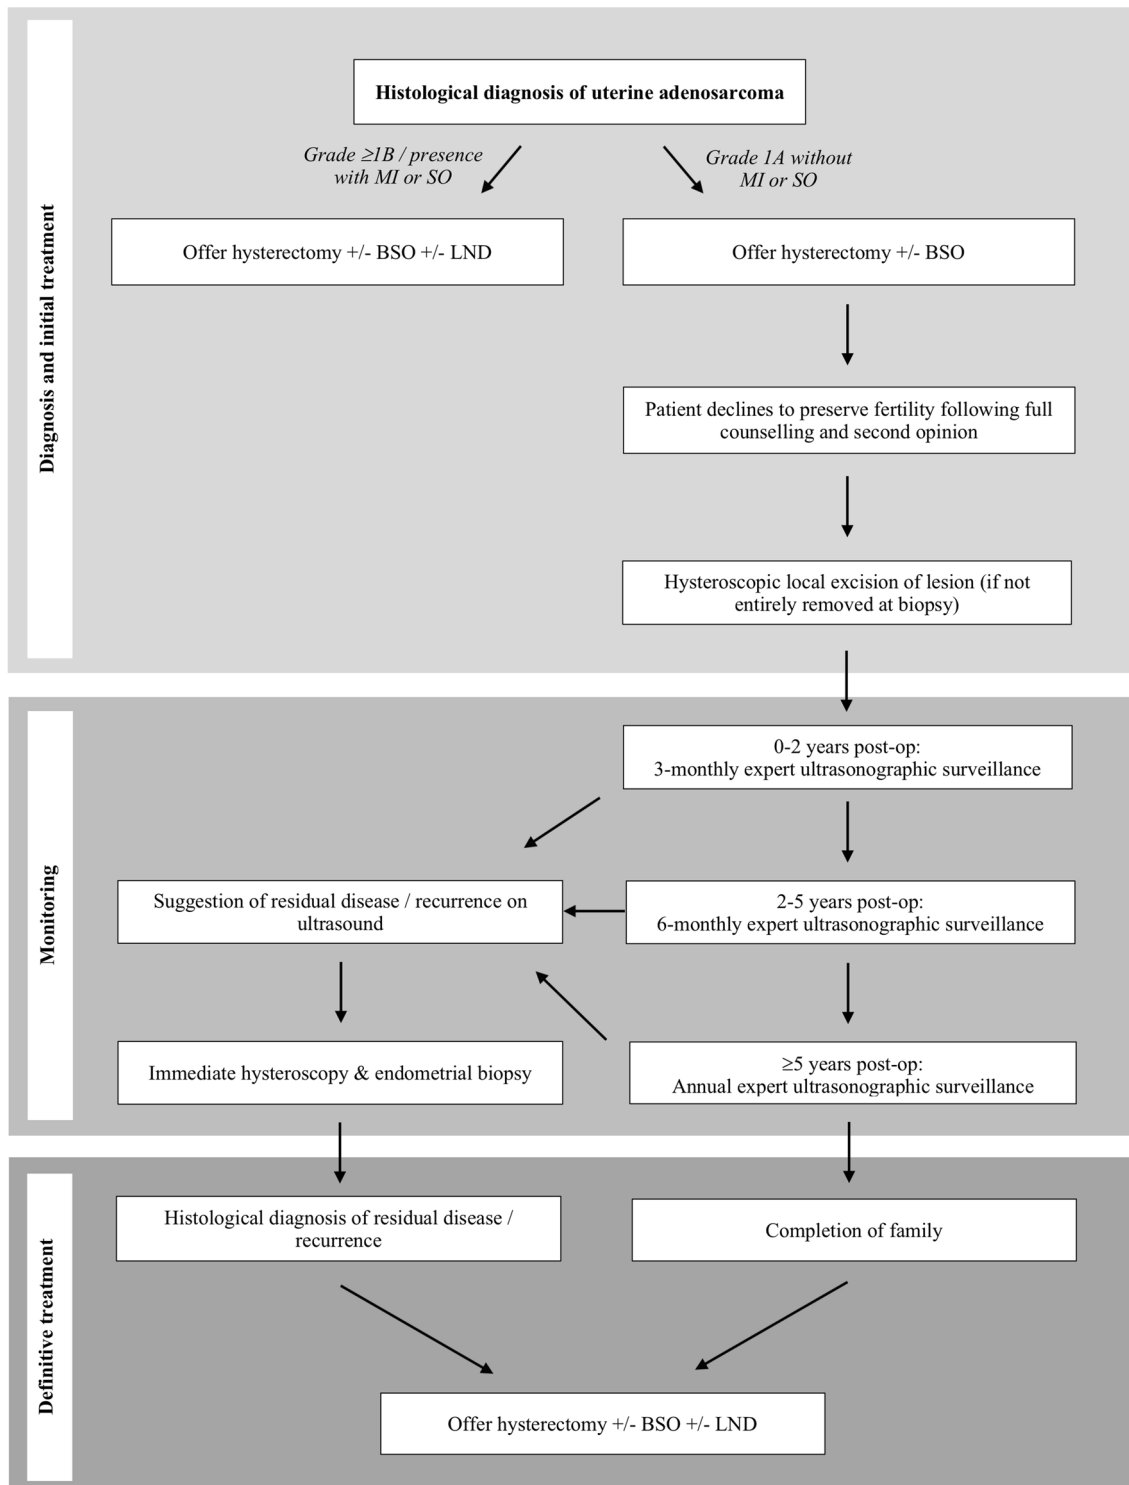 Diagnosis and initial treatment
Histological diagnosis of uterine adenosarcoma
Grade ≥1B / presence
with MI or SO
Grade 1A without
MI or SO
Offer hysterectomy +/- BSO +/- LND
Offer hysterectomy +/- BSO
Patient declines to preserve fertility following full
counselling and second opinion
Hysteroscopic local excision of lesion (if not
entirely removed at biopsy)
Monitoring
0-2 years post-op:
3-monthly expert ultrasonographic surveillance
Suggestion of residual disease / recurrence on
ultrasound
2-5 years post-op:
6-monthly expert ultrasonographic surveillance
Immediate hysteroscopy & endometrial biopsy
≥5 years post-op:
Annual expert ultrasonographic surveillance
Definitive treatment
Histological diagnosis of residual disease /
recurrence
Completion of family
Offer hysterectomy +/- BSO +/- LND